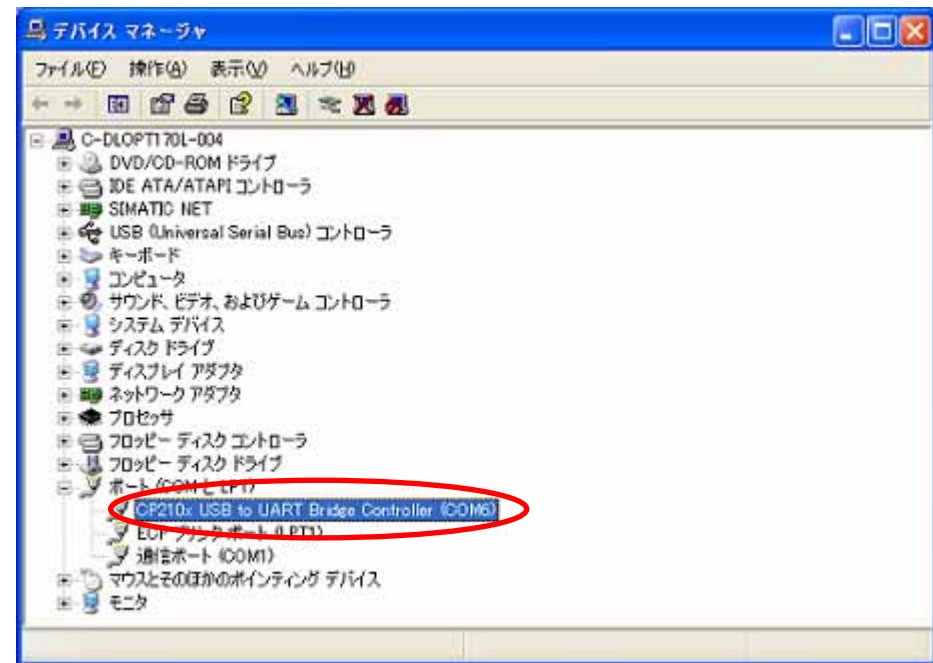 デバイス マネージャ
ファイル(F) 操作(A) 表示(V) ヘルプ(H)
C-DLOPT170L-004
DVD/CD-ROM ドライブ
IDE ATA/ATAPI コントローラ
SIMATIC NET
USB (Universal Serial Bus) コントローラ
キーボード
コンピュータ
サウンド、ビデオ、およびゲーム コントローラ
システム デバイス
ディスク ドライブ
ディスプレイ アダプタ
ネットワーク アダプタ
プロセッサ
フロッピー ディスク コントローラ
フロッピー ディスク ドライブ
ポート (COM と LPT)
CP210x USB to UART Bridge Controller (COM6)
ECP プリンタ ポート (LPT1)
通信ポート (COM1)
マウスとそのほかのポインティング デバイス
モニタ